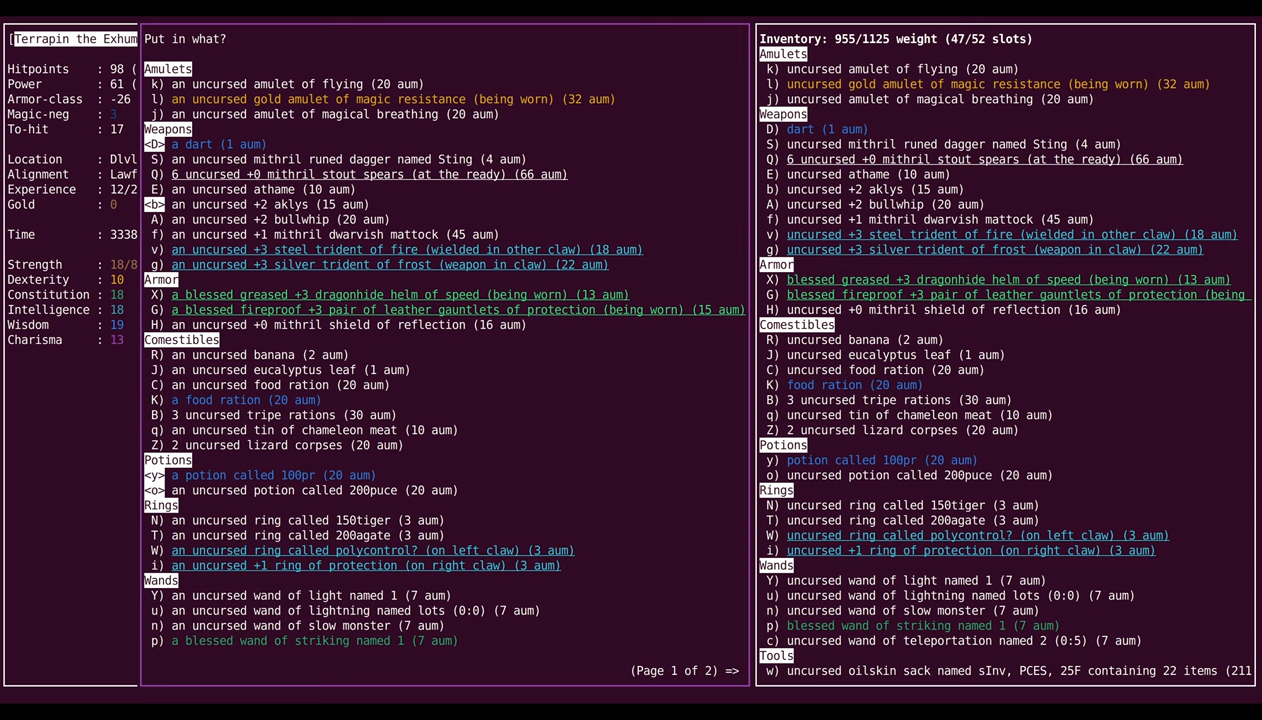 [Terrapin the Exhum
Hitpoints : 98 (
Power : 61 (
Armor-class : -26
Magic-neg : 3
To-hit : 17
Location : Dlvl
Alignment : Lawf
Experience : 12/2
Gold : 0
Time : 3338
Strength : 18/8
Dexterity : 10
Constitution : 18
Intelligence : 18
Wisdom : 19
Charisma : 13
Put in what?
Amulets
k) an uncursed amulet of flying (20 aum)
l) an uncursed gold amulet of magic resistance (being worn) (32 aum)
j) an uncursed amulet of magical breathing (20 aum)
Weapons
<D> a dart (1 aum)
S) an uncursed mithril runed dagger named Sting (4 aum)
Q) 6 uncursed +0 mithril stout spears (at the ready) (66 aum)
E) an uncursed athame (10 aum)
<b> an uncursed +2 aklys (15 aum)
A) an uncursed +2 bullwhip (20 aum)
f) an uncursed +1 mithril dwarvish mattock (45 aum)
v) an uncursed +3 steel trident of fire (wielded in other claw) (18 aum)
g) an uncursed +3 silver trident of frost (weapon in claw) (22 aum)
Armor
X) a blessed greased +3 dragonhide helm of speed (being worn) (13 aum)
G) a blessed fireproof +3 pair of leather gauntlets of protection (being worn) (15 aum)
H) an uncursed +0 mithril shield of reflection (16 aum)
Comestibles
R) an uncursed banana (2 aum)
J) an uncursed eucalyptus leaf (1 aum)
C) an uncursed food ration (20 aum)
K) a food ration (20 aum)
B) 3 uncursed tripe rations (30 aum)
q) an uncursed tin of chameleon meat (10 aum)
Z) 2 uncursed lizard corpses (20 aum)
Potions
<y> a potion called 100pr (20 aum)
<o> an uncursed potion called 200puce (20 aum)
Rings
N) an uncursed ring called 150tiger (3 aum)
T) an uncursed ring called 200agate (3 aum)
W) an uncursed ring called polycontrol? (on left claw) (3 aum)
i) an uncursed +1 ring of protection (on right claw) (3 aum)
Wands
Y) an uncursed wand of light named 1 (7 aum)
u) an uncursed wand of lightning named lots (0:0) (7 aum)
n) an uncursed wand of slow monster (7 aum)
p) a blessed wand of striking named 1 (7 aum)
(Page 1 of 2) =>
Inventory: 955/1125 weight (47/52 slots)
Amulets
k) uncursed amulet of flying (20 aum)
l) uncursed gold amulet of magic resistance (being worn) (32 aum)
j) uncursed amulet of magical breathing (20 aum)
Weapons
D) dart (1 aum)
S) uncursed mithril runed dagger named Sting (4 aum)
Q) 6 uncursed +0 mithril stout spears (at the ready) (66 aum)
E) uncursed athame (10 aum)
b) uncursed +2 aklys (15 aum)
A) uncursed +2 bullwhip (20 aum)
f) uncursed +1 mithril dwarvish mattock (45 aum)
v) uncursed +3 steel trident of fire (wielded in other claw) (18 aum)
g) uncursed +3 silver trident of frost (weapon in claw) (22 aum)
Armor
X) blessed greased +3 dragonhide helm of speed (being worn) (13 aum)
G) blessed fireproof +3 pair of leather gauntlets of protection (being
H) uncursed +0 mithril shield of reflection (16 aum)
Comestibles
R) uncursed banana (2 aum)
J) uncursed eucalyptus leaf (1 aum)
C) uncursed food ration (20 aum)
K) food ration (20 aum)
B) 3 uncursed tripe rations (30 aum)
q) uncursed tin of chameleon meat (10 aum)
Z) 2 uncursed lizard corpses (20 aum)
Potions
y) potion called 100pr (20 aum)
o) uncursed potion called 200puce (20 aum)
Rings
N) uncursed ring called 150tiger (3 aum)
T) uncursed ring called 200agate (3 aum)
W) uncursed ring called polycontrol? (on left claw) (3 aum)
i) uncursed +1 ring of protection (on right claw) (3 aum)
Wands
Y) uncursed wand of light named 1 (7 aum)
u) uncursed wand of lightning named lots (0:0) (7 aum)
n) uncursed wand of slow monster (7 aum)
p) blessed wand of striking named 1 (7 aum)
c) uncursed wand of teleportation named 2 (0:5) (7 aum)
Tools
w) uncursed oilskin sack named sInv, PCES, 25F containing 22 items (211